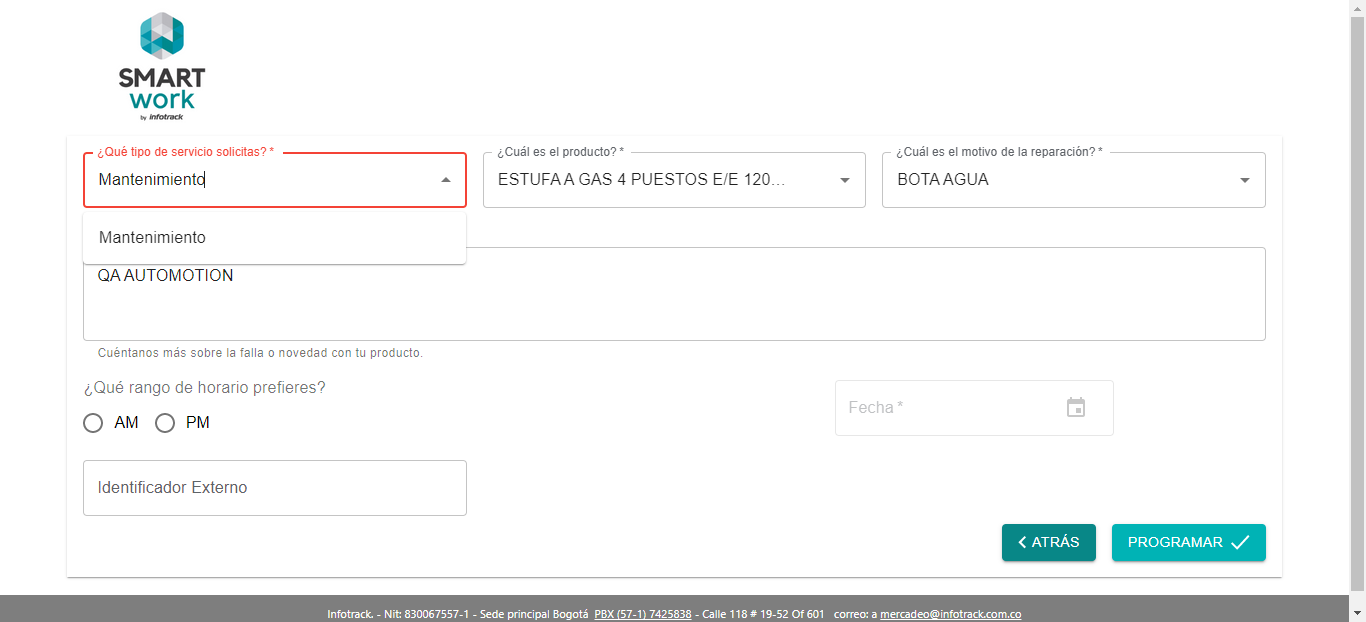 SMART
work
by infotrack
¿Qué tipo de servicio solicitas? *
Mantenimiento
¿Cuál es el producto? *
ESTUFA A GAS 4 PUESTOS E/E 120...
¿Cuál es el motivo de la reparación? *
BOTA AGUA
Mantenimiento
QA AUTOMOTION
Cuéntanos más sobre la falla o novedad con tu producto.
¿Qué rango de horario prefieres?
AM PM
Fecha *
Identificador Externo
ATRÁS
PROGRAMAR
Infotrack. - Nit: 830067557-1 - Sede principal Bogotá PBX (57-1) 7425838 - Calle 118 # 19-52 Of 601 correo: a mercadeo@infotrack.com.co